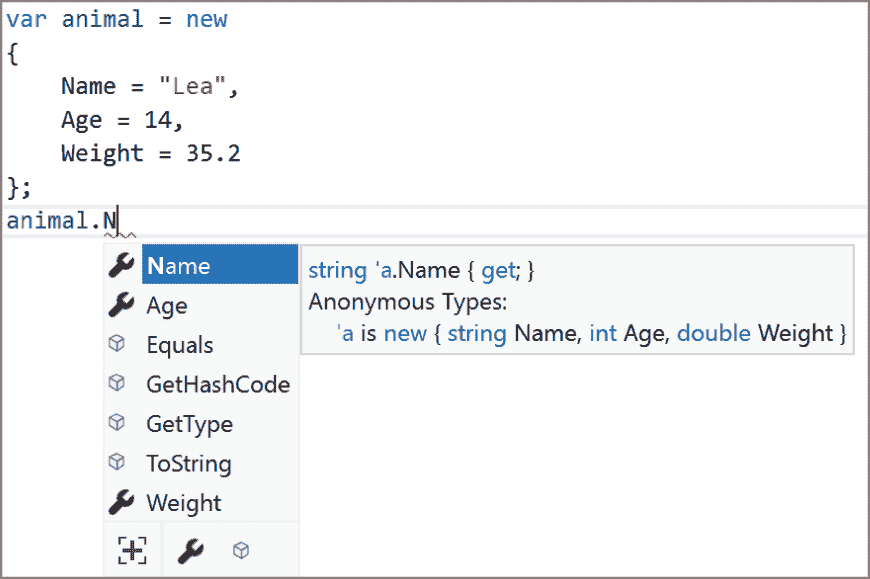 var animal = new
{
    Name = "Lea",
    Age = 14,
    Weight = 35.2
};
animal.N
Name
Age
Equals
GetHashCode
GetType
ToString
Weight
string 'a.Name { get; }
Anonymous Types:
    'a is new { string Name, int Age, double Weight }